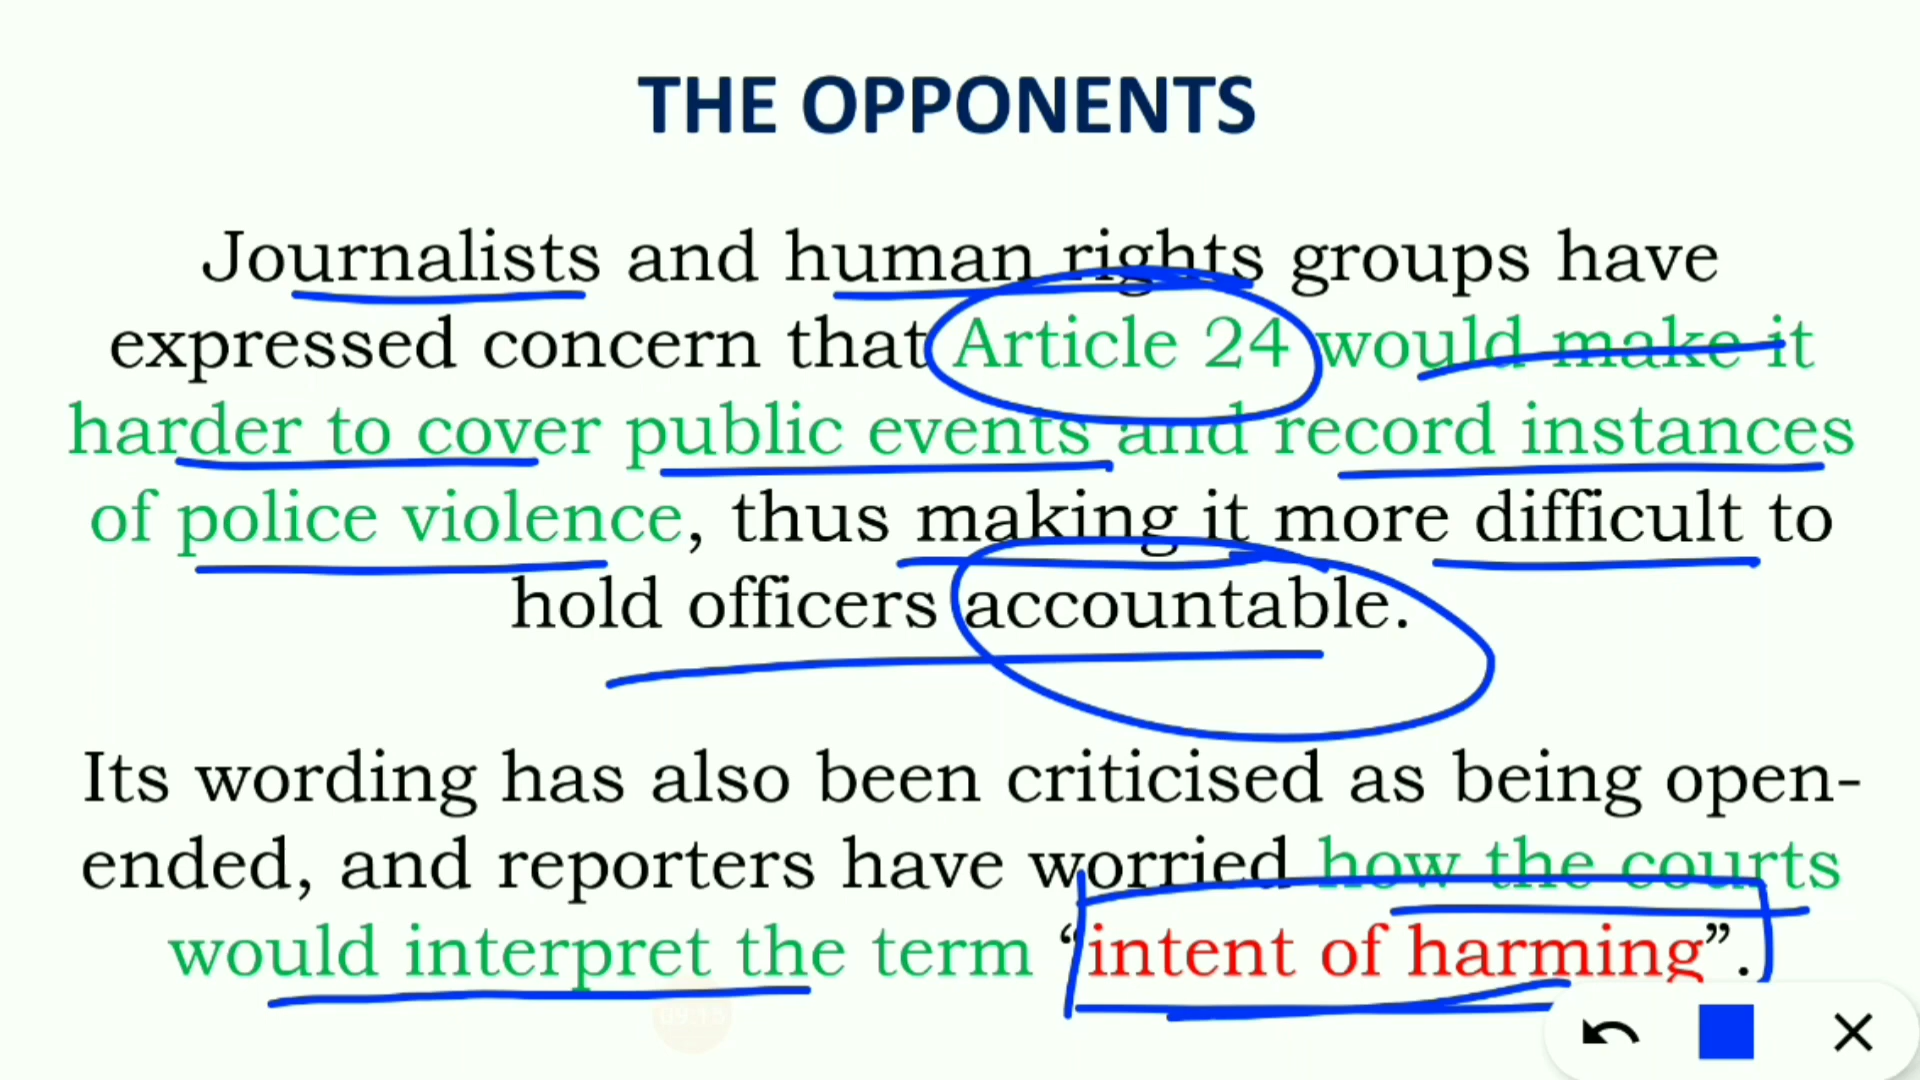 THE OPPONENTS
Journalists and human rights groups have
expressed concern that Article 24 would make it
harder to cover public events and record instances
of police violence, thus making it more difficult to
hold officers accountable.
Its wording has also been criticised as being open-
ended, and reporters have worried how the courts
would interpret the term “intent of harming”.